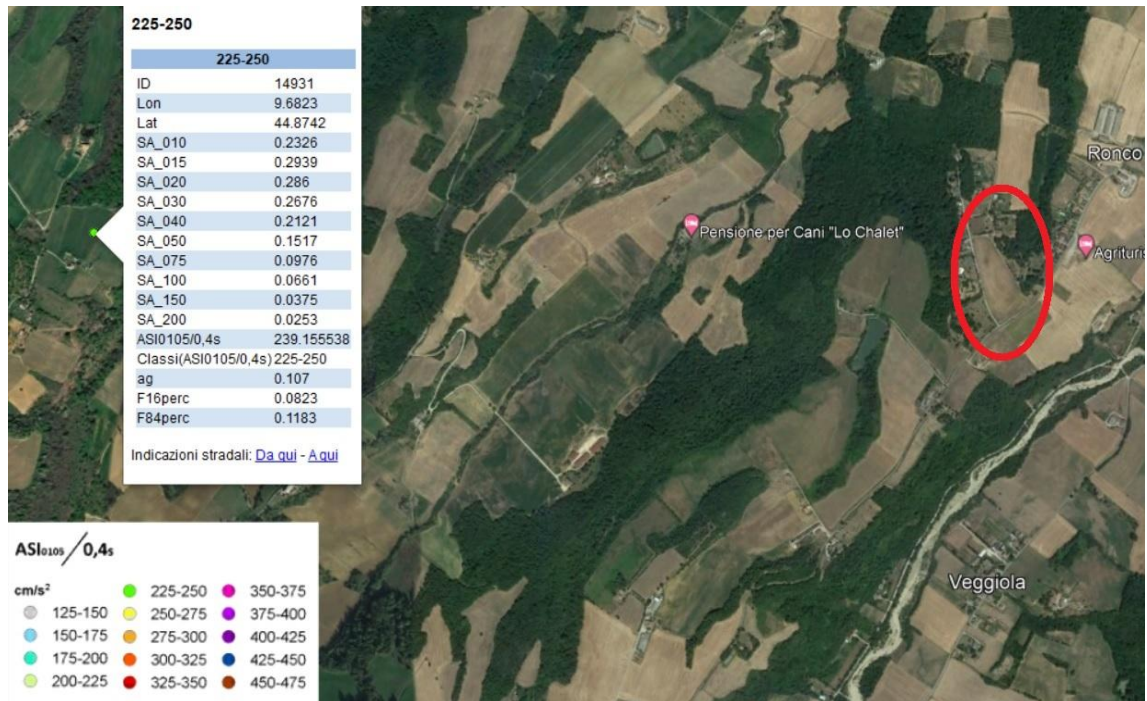 225-250
225-250
ID 14931
Lon 9.6823
Lat 44.8742
SA_010 0.2326
SA_015 0.2939
SA_020 0.286
SA_030 0.2676
SA_040 0.2121
SA_050 0.1517
SA_075 0.0976
SA_100 0.0661
SA_150 0.0375
SA_200 0.0253
ASI0105/0,4s 239.155538
Classi(ASI0105/0,4s) 225-250
ag 0.107
F16perc 0.0823
F84perc 0.1183
Indicazioni stradali: Da qui - A qui
Ronco
Pensione per Cani "Lo Chalet"
Agrituris
Veggiola
ASI0105/0,4s
cm/s²
225-250 350-375
125-150 250-275 375-400
150-175 275-300 400-425
175-200 300-325 425-450
200-225 325-350 450-475